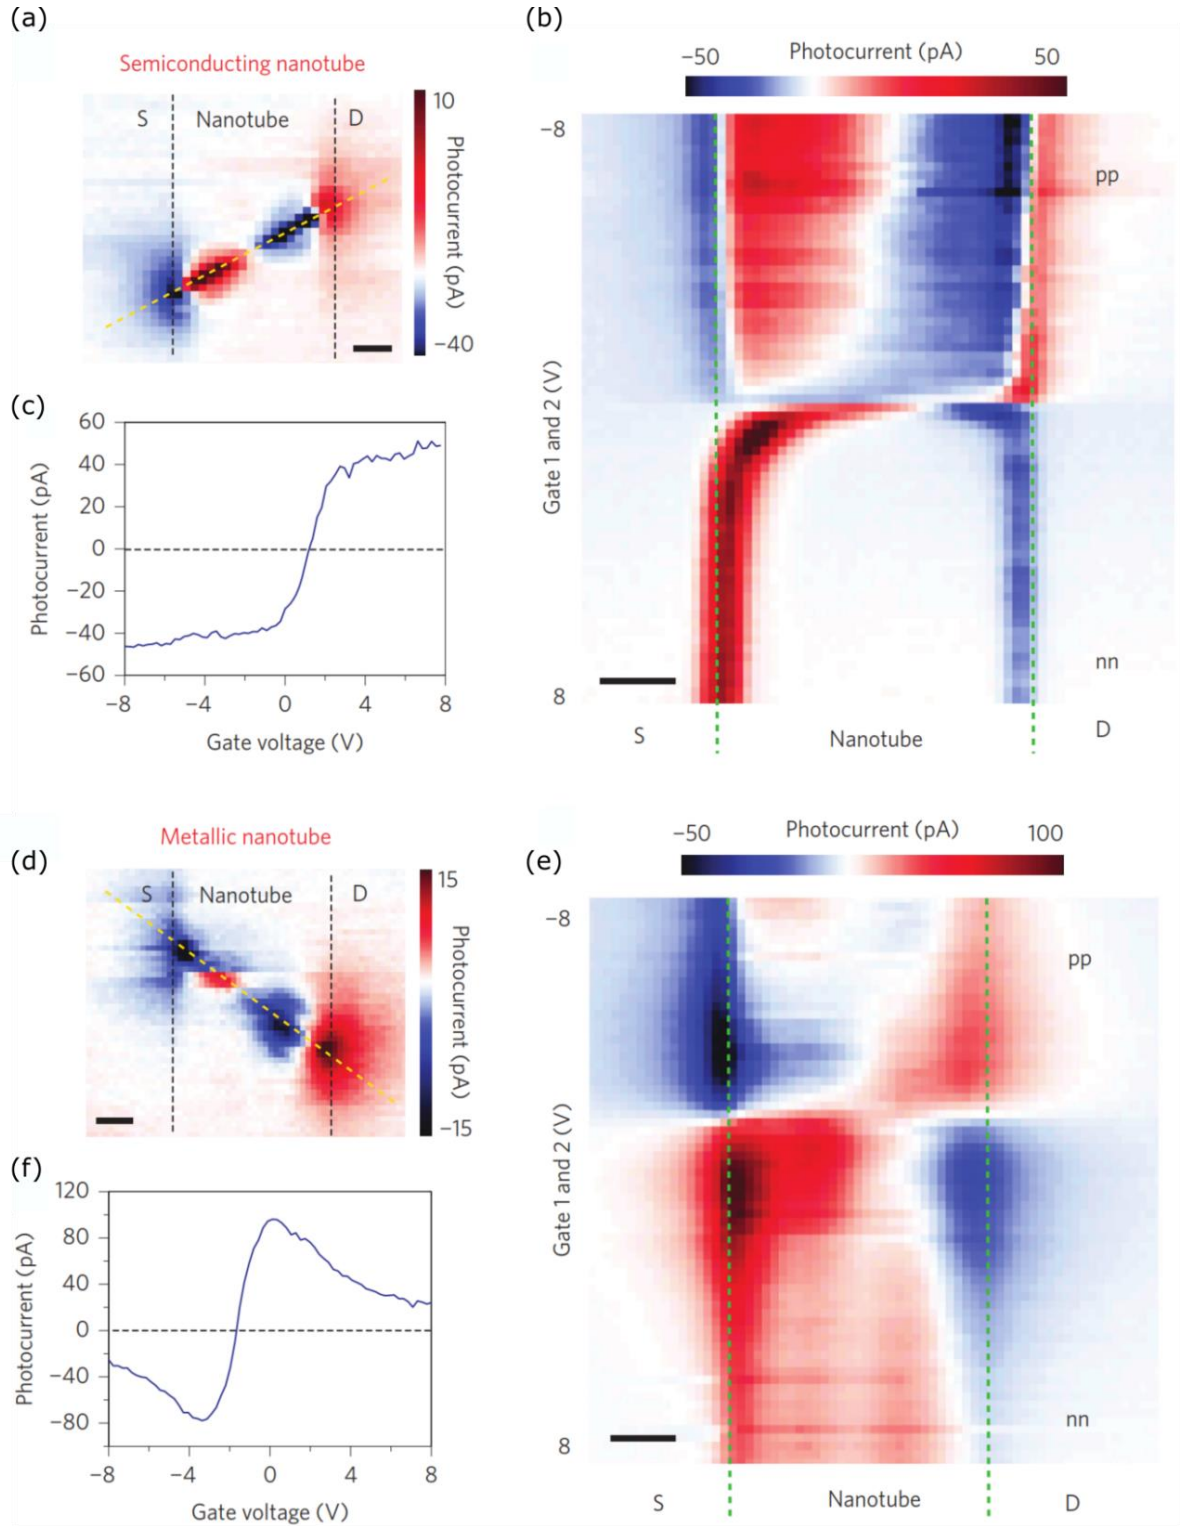 (a)
Semiconducting nanotube
S Nanotube D
10
Photocurrent (pA)
−40
(b)
Photocurrent (pA)
−50 50
−8
pp
Gate 1 and 2 (V)
nn
8
S Nanotube D
(c)
60
40
20
0
−20
−40
−60
Photocurrent (pA)
−8 −4 0 4 8
Gate voltage (V)
Metallic nanotube
(d)
S Nanotube D
15
Photocurrent (pA)
−15
(e)
Photocurrent (pA)
−50 100
−8
pp
Gate 1 and 2 (V)
nn
8
S Nanotube D
(f)
120
80
40
0
−40
−80
Photocurrent (pA)
−8 −4 0 4 8
Gate voltage (V)